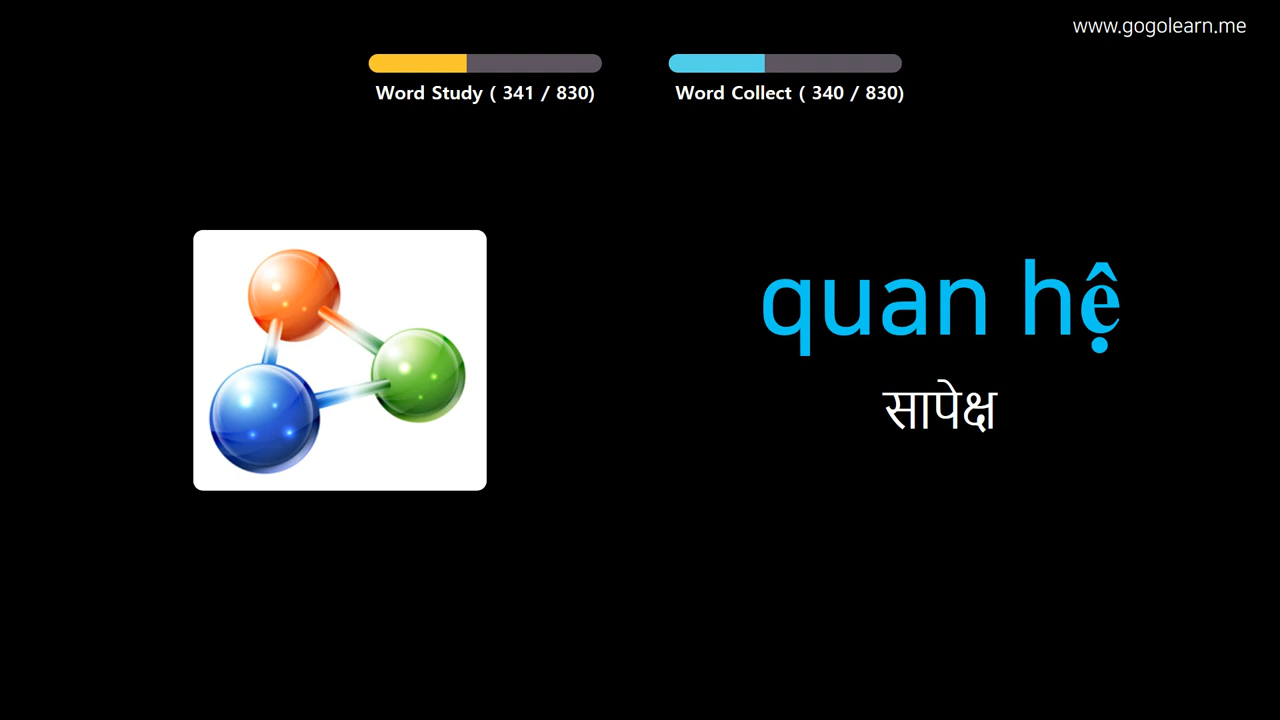 www.gogolearn.me
Word Study ( 341 / 830)
Word Collect ( 340 / 830)
quan hệ
सापेक्ष